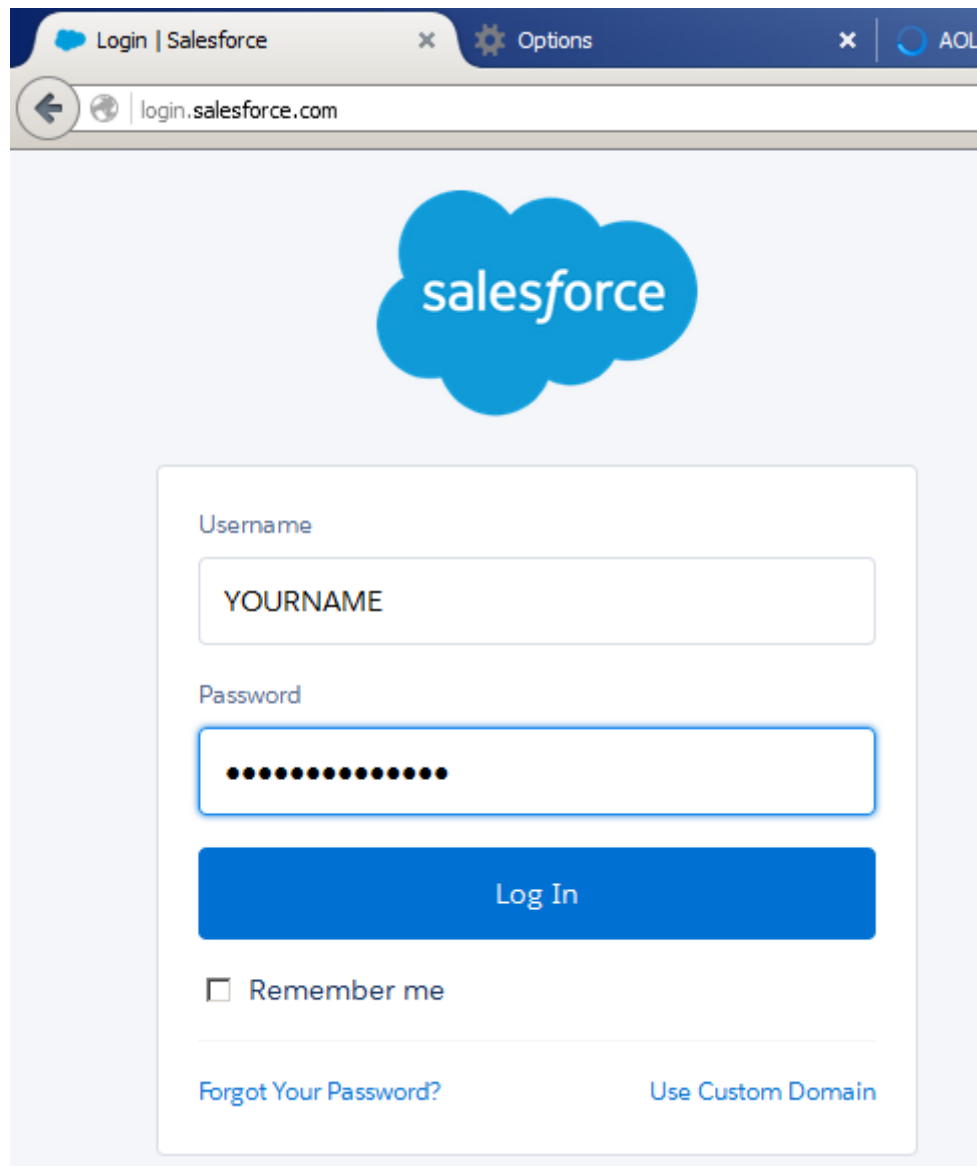 Login | Salesforce Options AOL
login.salesforce.com
salesforce
Username
YOURNAME
Password
••••••••••••••
Log In
Remember me
Forgot Your Password? Use Custom Domain